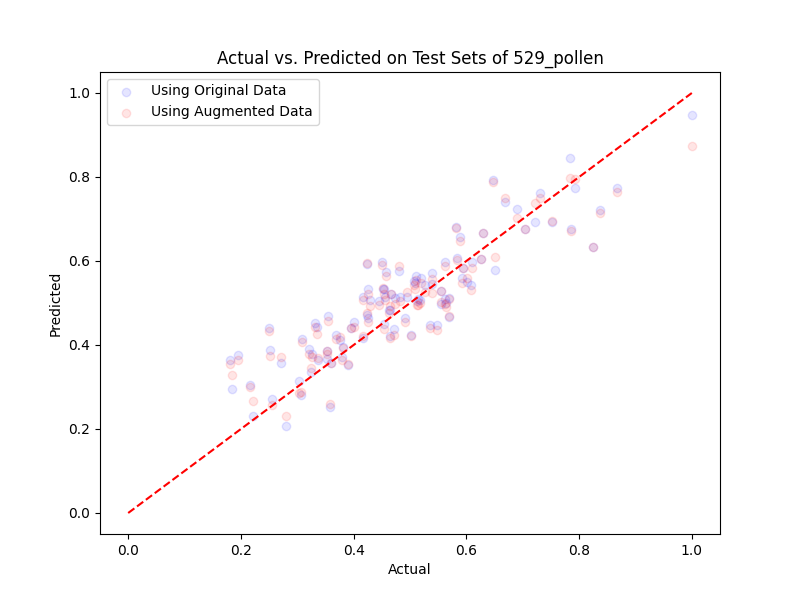 Actual vs. Predicted on Test Sets of 529_pollen
Using Original Data
Using Augmented Data
1.0
0.8
0.6
0.4
0.2
0.0
Predicted
0.0 0.2 0.4 0.6 0.8 1.0
Actual